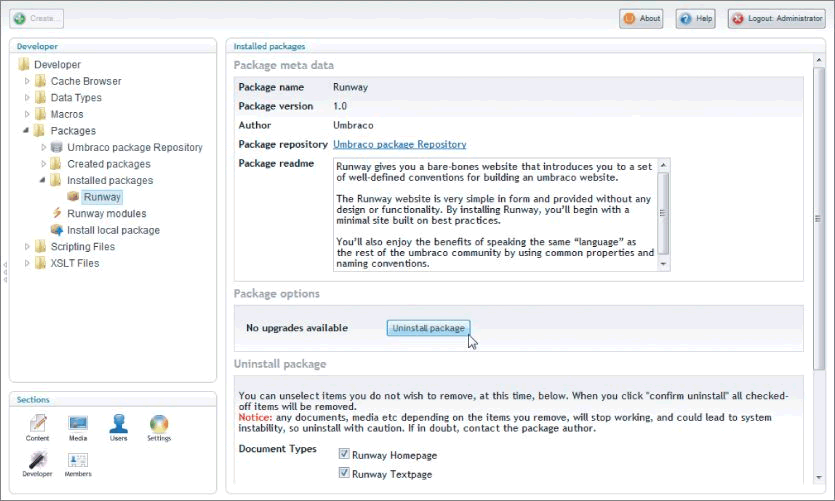 Create...
About
Help
Logout: Administrator
Developer
Developer
Cache Browser
Data Types
Macros
Packages
Umbraco package Repository
Created packages
Installed packages
Runway
Runway modules
Install local package
Scripting Files
XSLT Files
Sections
Content
Media
Users
Settings
Developer
Members
Installed packages
Package meta data
Package name Runway
Package version 1.0
Author Umbraco
Package repository Umbraco package Repository
Package readme
Runway gives you a bare-bones website that introduces you to a set
of well-defined conventions for building an umbraco website.
The Runway website is very simple in form and provided without any
design or functionality. By installing Runway, you'll begin with a
minimal site built on best practices.
You'll also enjoy the benefits of speaking the same “language” as
the rest of the umbraco community by using common properties and
naming conventions.
Package options
No upgrades available Uninstall package
Uninstall package
You can unselect items you do not wish to remove, at this time, below. When you click "confirm uninstall" all checked-
off items will be removed.
Notice: any documents, media etc depending on the items you remove, will stop working, and could lead to system
instability, so uninstall with caution. If in doubt, contact the package author.
Document Types Runway Homepage
Runway Textpage